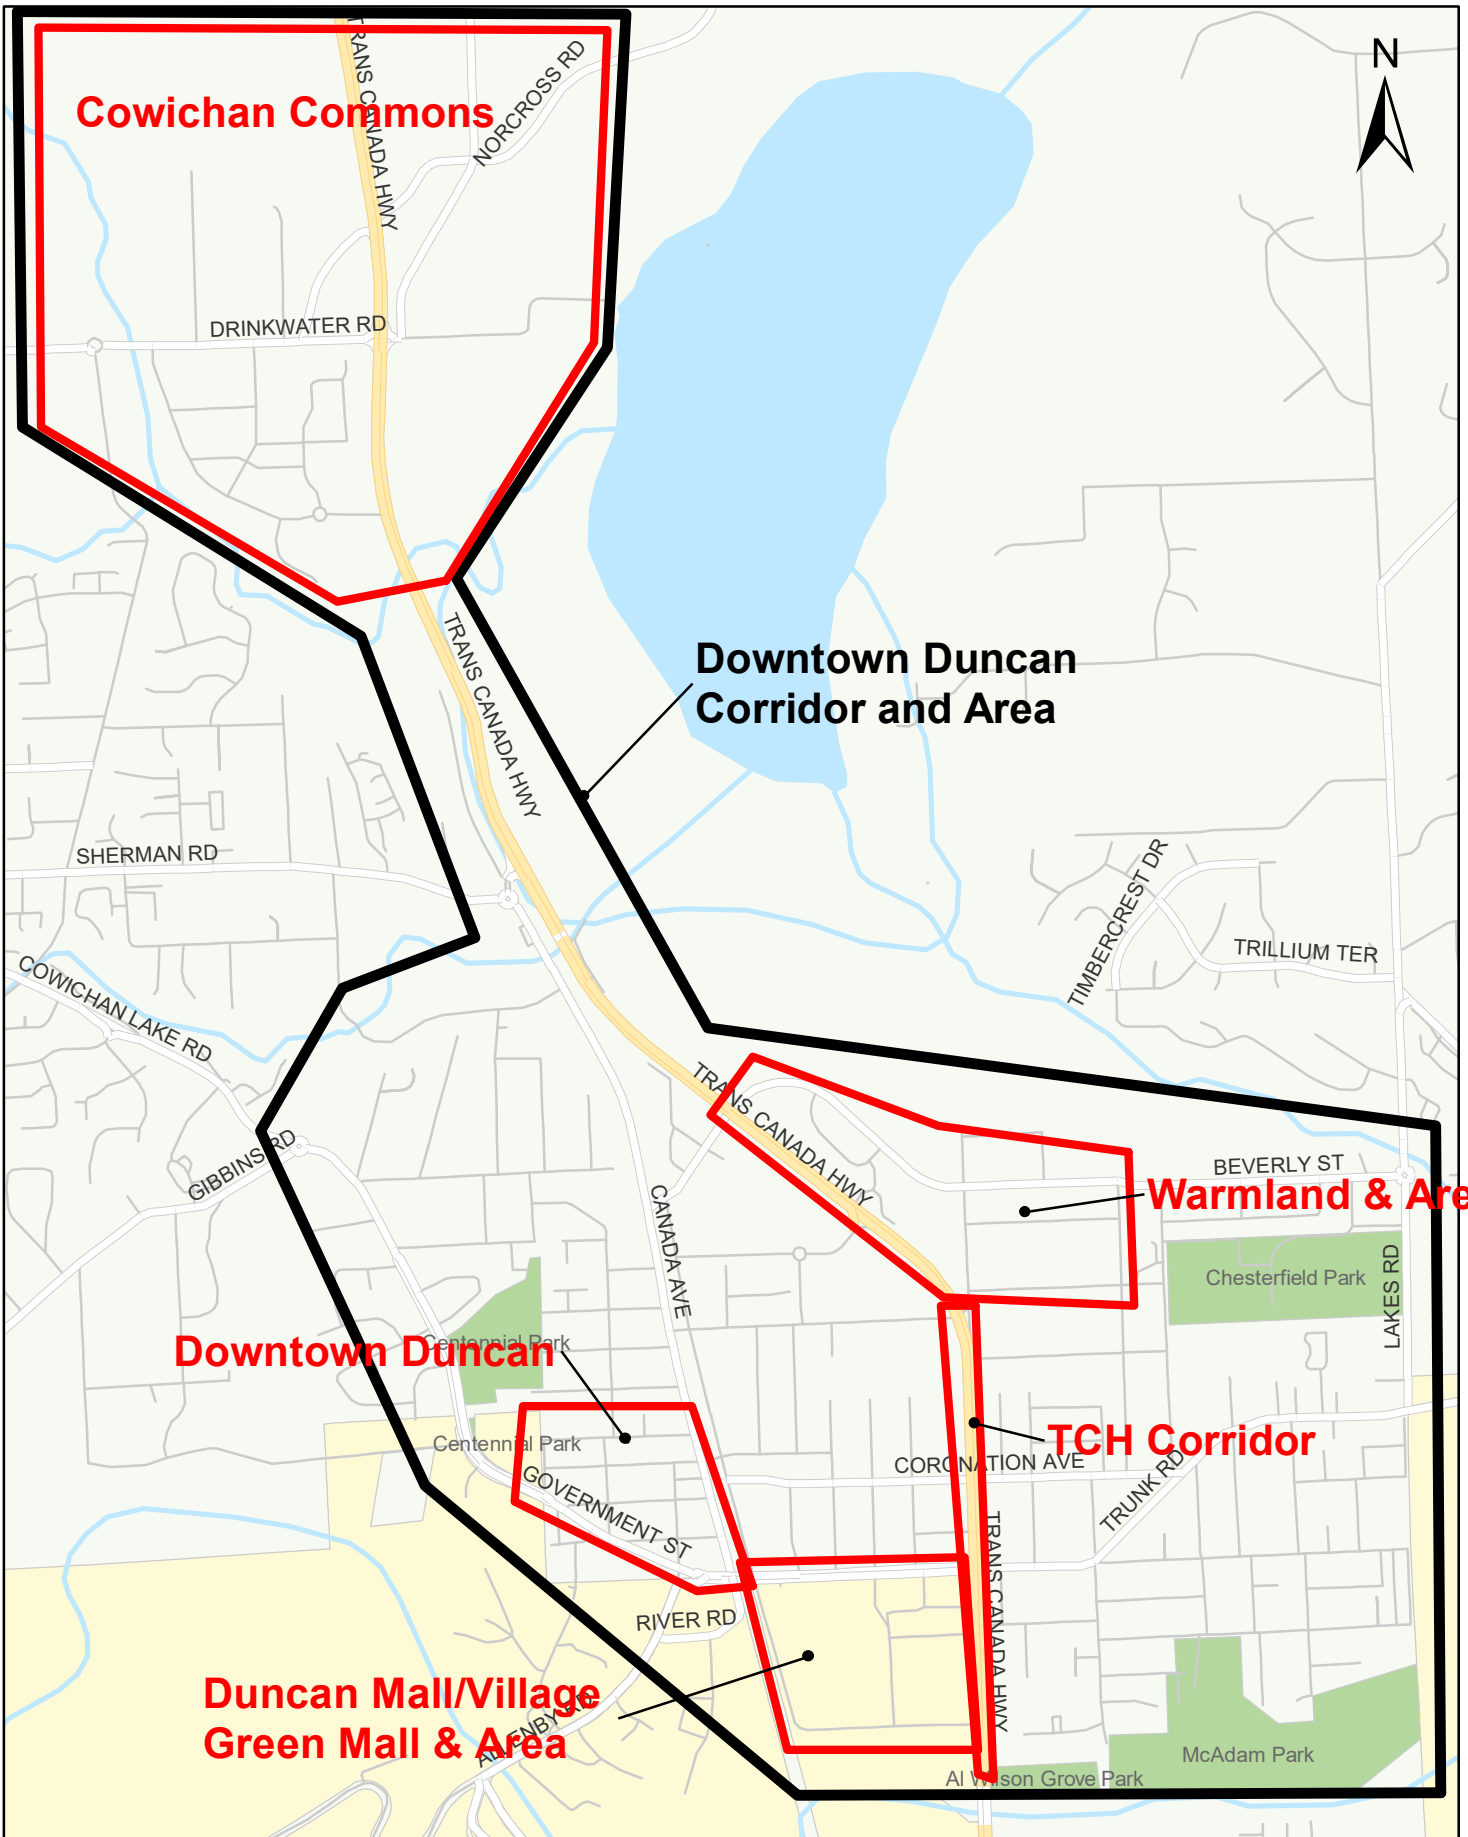 N
TRANS CANADA HWY
NORCROSS RD
Cowichan Commons
DRINKWATER RD
TRANS CANADA HWY
Downtown Duncan
Corridor and Area
SHERMAN RD
TIMBERCREST DR
TRILLIUM TER
COWICHAN LAKE RD
TRANS CANADA HWY
GIBBINS RD
BEVERLY ST
Warmland & Are
CANADA AVE
Chesterfield Park
LAKES RD
Centennial Park
Downtown Duncan
TCH Corridor
Centennial Park
CORONATION AVE
TRUNK RD
GOVERNMENT ST
TRANS CANADA HWY
RIVER RD
Duncan Mall/Village
Green Mall & Area
ALLENBY RD
McAdam Park
Al Wilson Grove Park